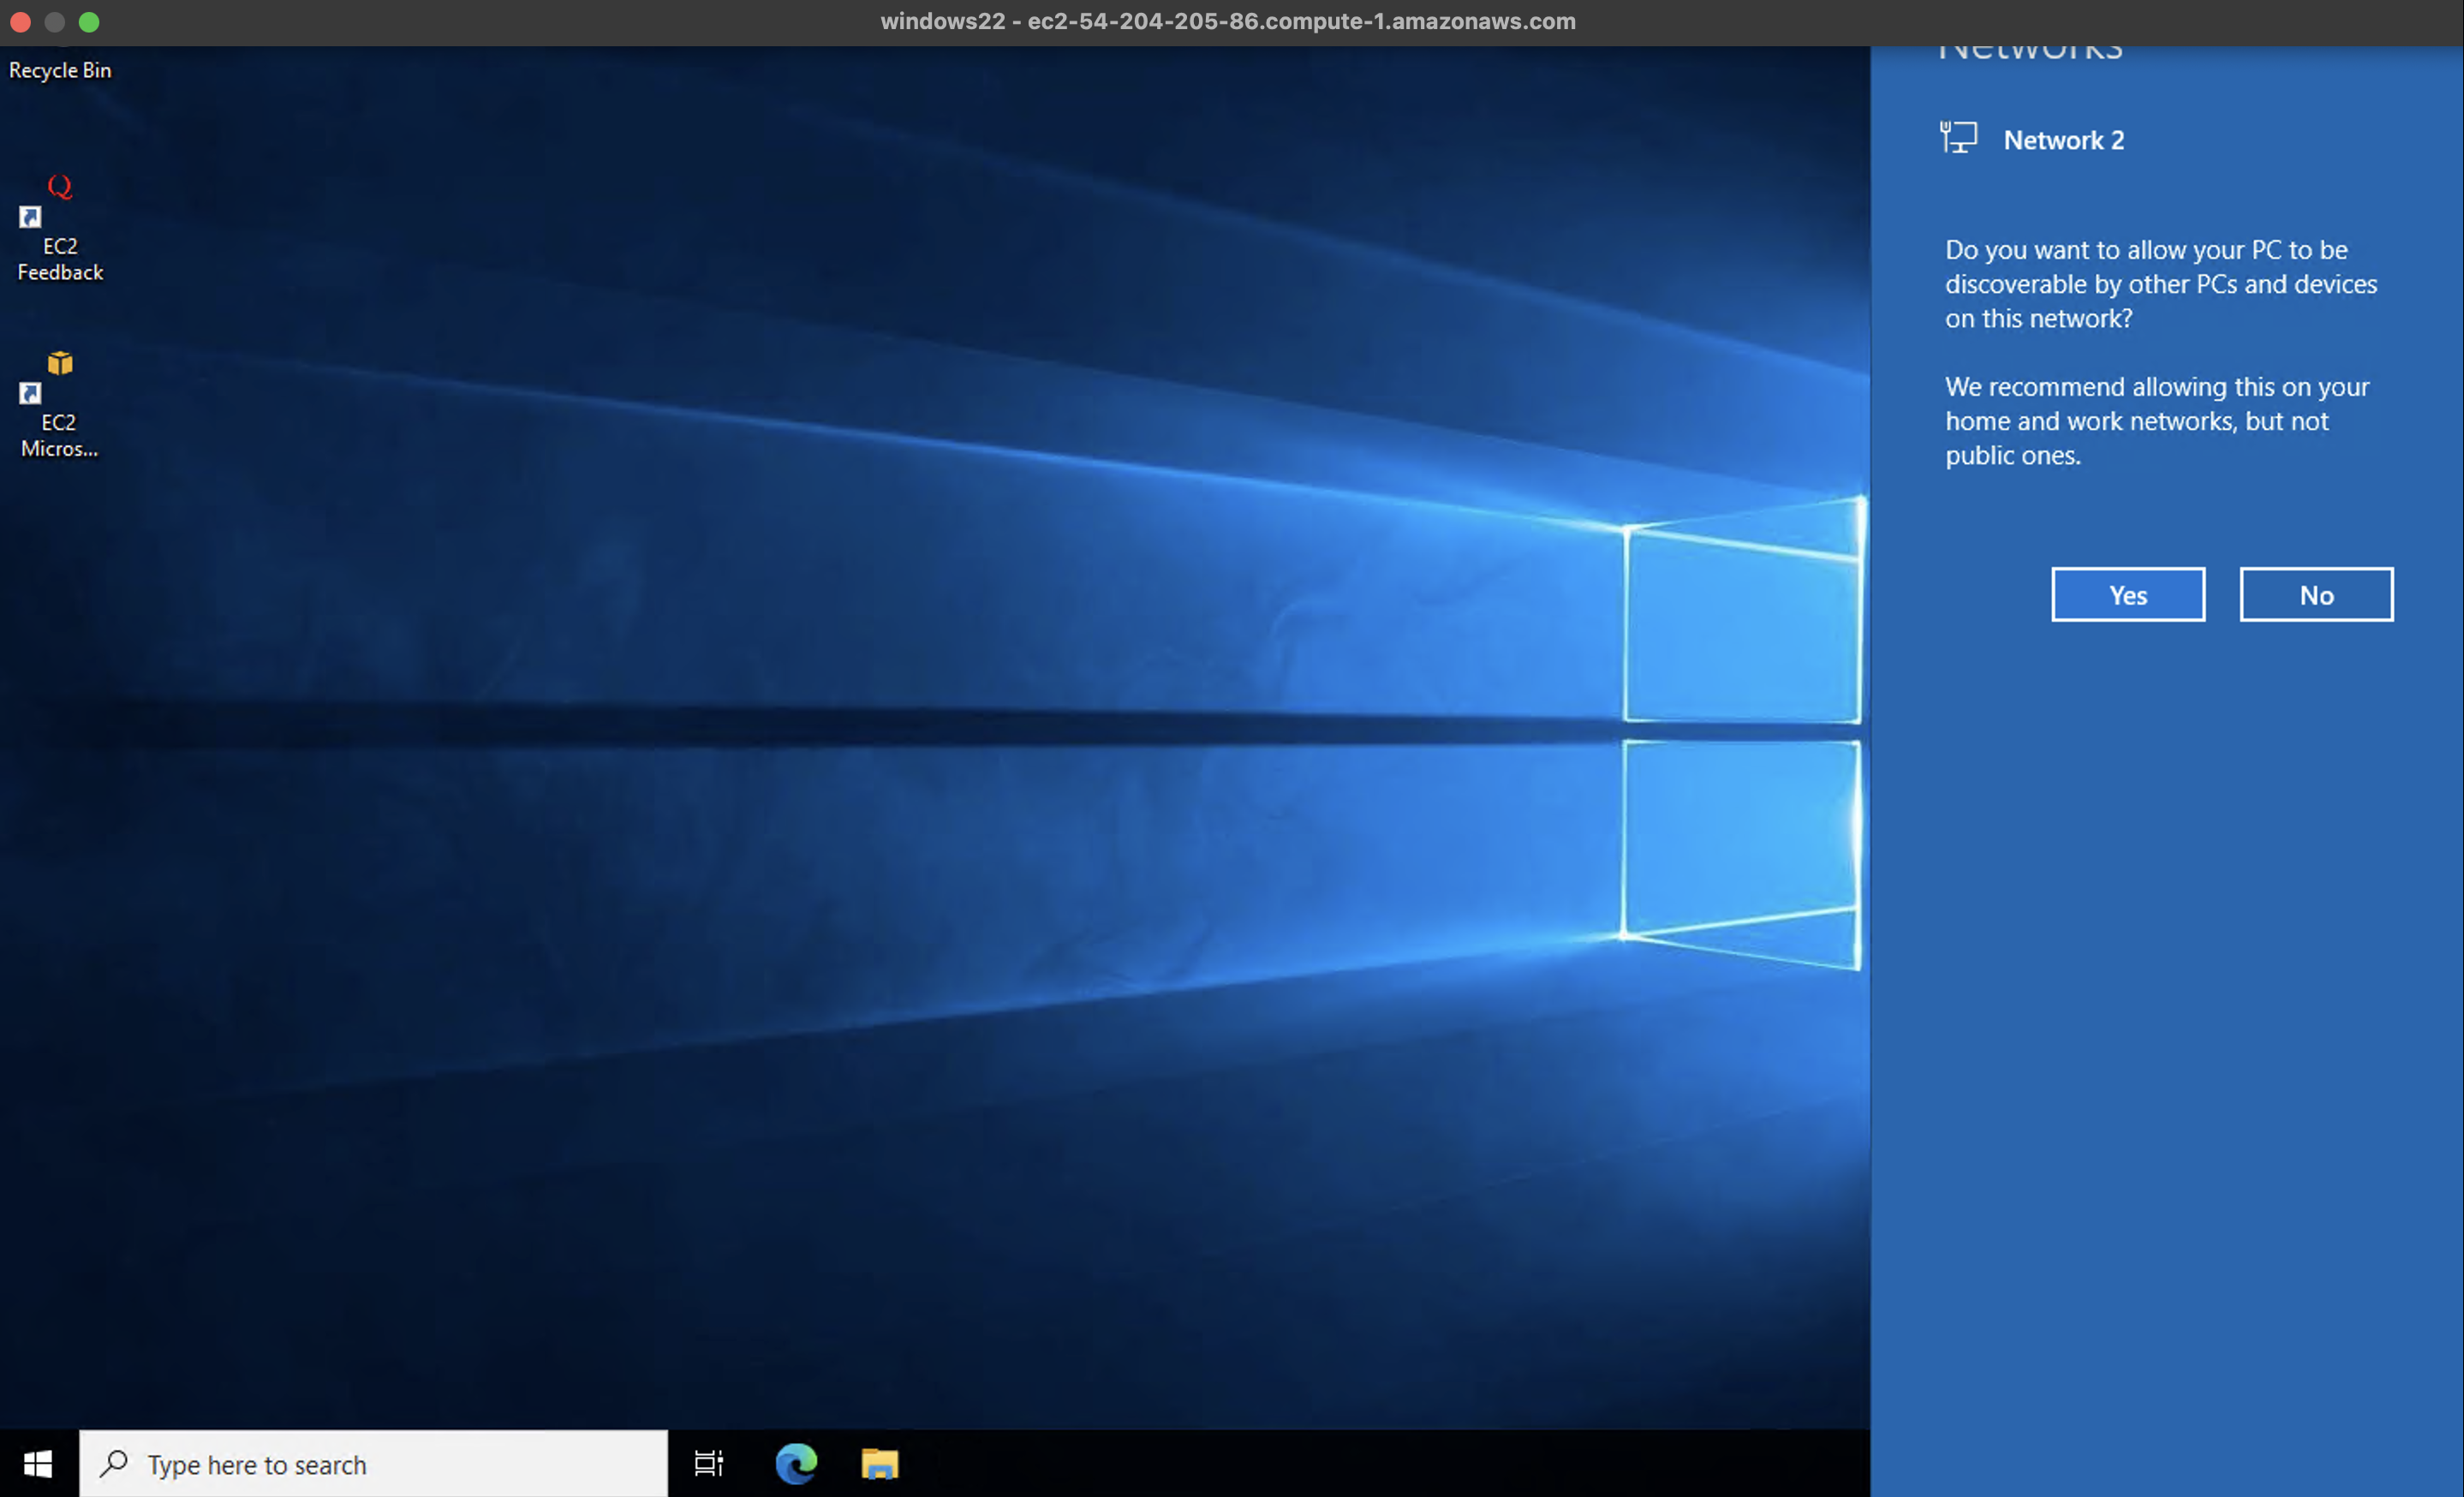 windows22 - ec2-54-204-205-86.compute-1.amazonaws.com
Recycle Bin
EC2
Feedback
EC2
Micros...
Networks
Network 2
Do you want to allow your PC to be
discoverable by other PCs and devices
on this network?
We recommend allowing this on your
home and work networks, but not
public ones.
Yes
No
Type here to search